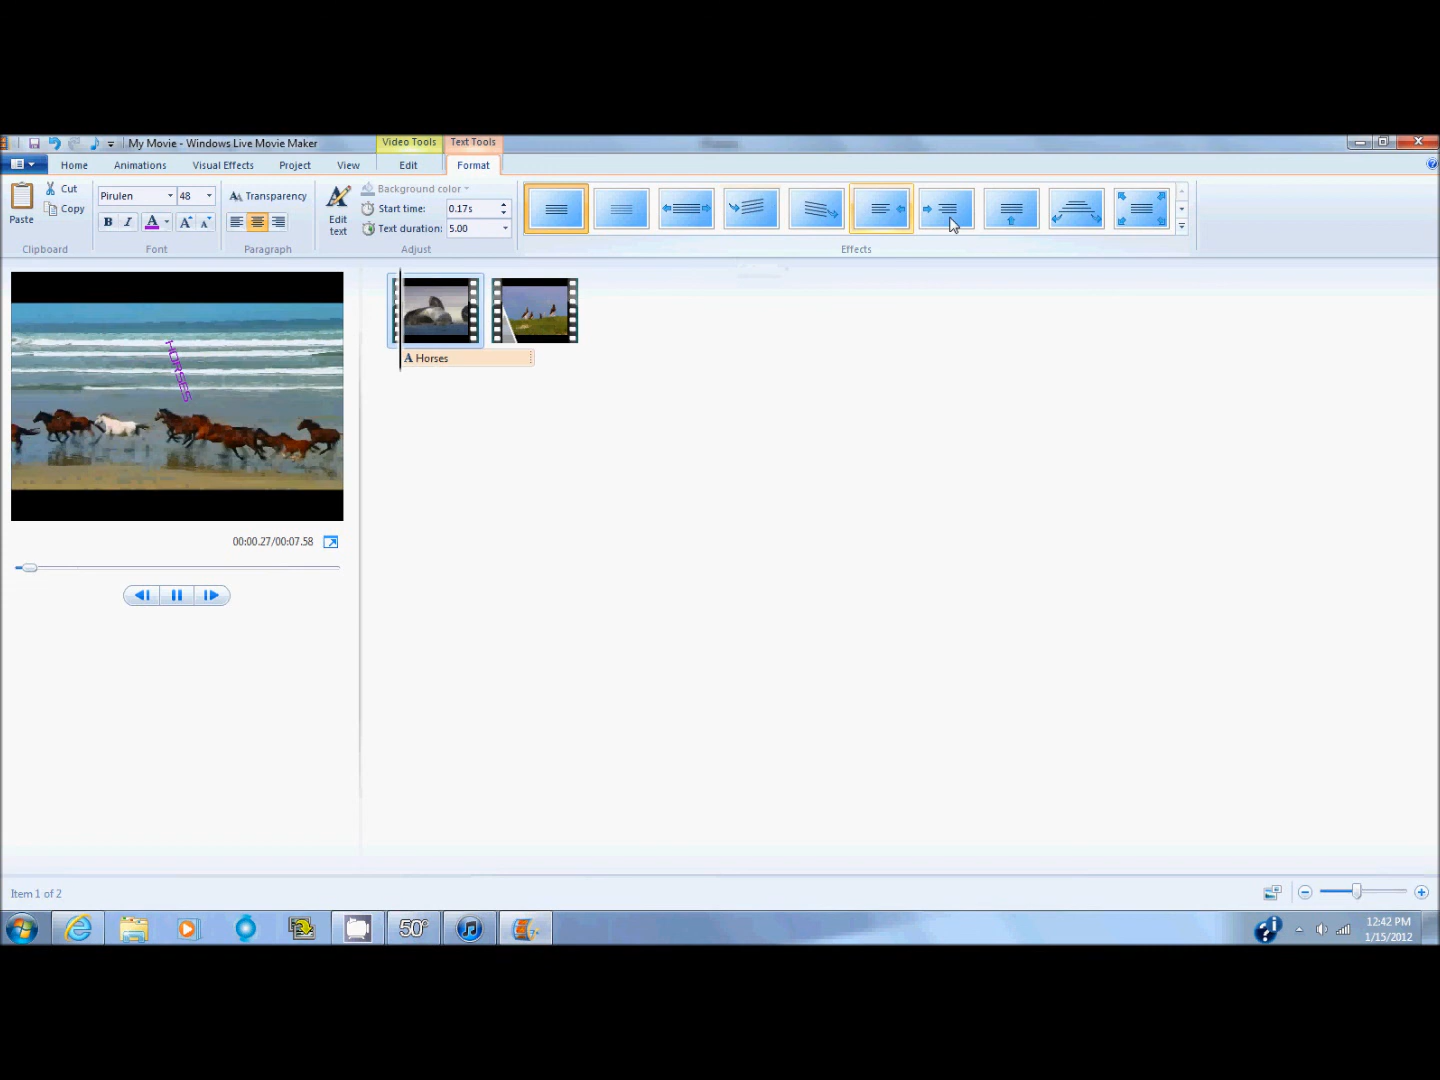 My Movie - Windows Live Movie Maker
Video Tools
Text Tools
Home
Animations
Visual Effects
Project
View
Edit
Format
Paste
Cut
Copy
Clipboard
Pirulen
48
B I A A A
Font
Transparency
Paragraph
Edit text
Background color
Start time: 0.17s
Text duration: 5.00
Adjust
Effects
HORSES
A Horses
00:00.27/00:07.58
Item 1 of 2
50°
12:42 PM
1/15/2012